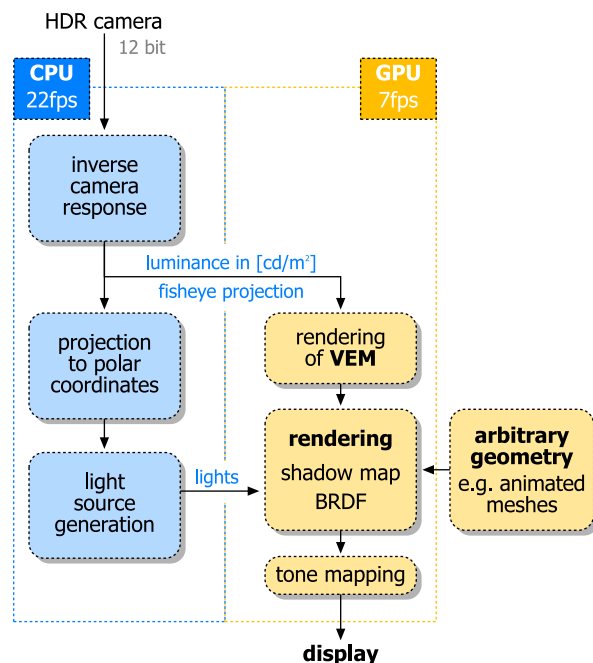 HDR camera
12 bit
CPU
22fps
GPU
7fps
inverse
camera
response
luminance in [cd/m²]
fisheye projection
projection
to polar
coordinates
rendering
of VEM
light
source
generation
lights
rendering
shadow map
BRDF
arbitrary
geometry
e.g. animated
meshes
tone mapping
display